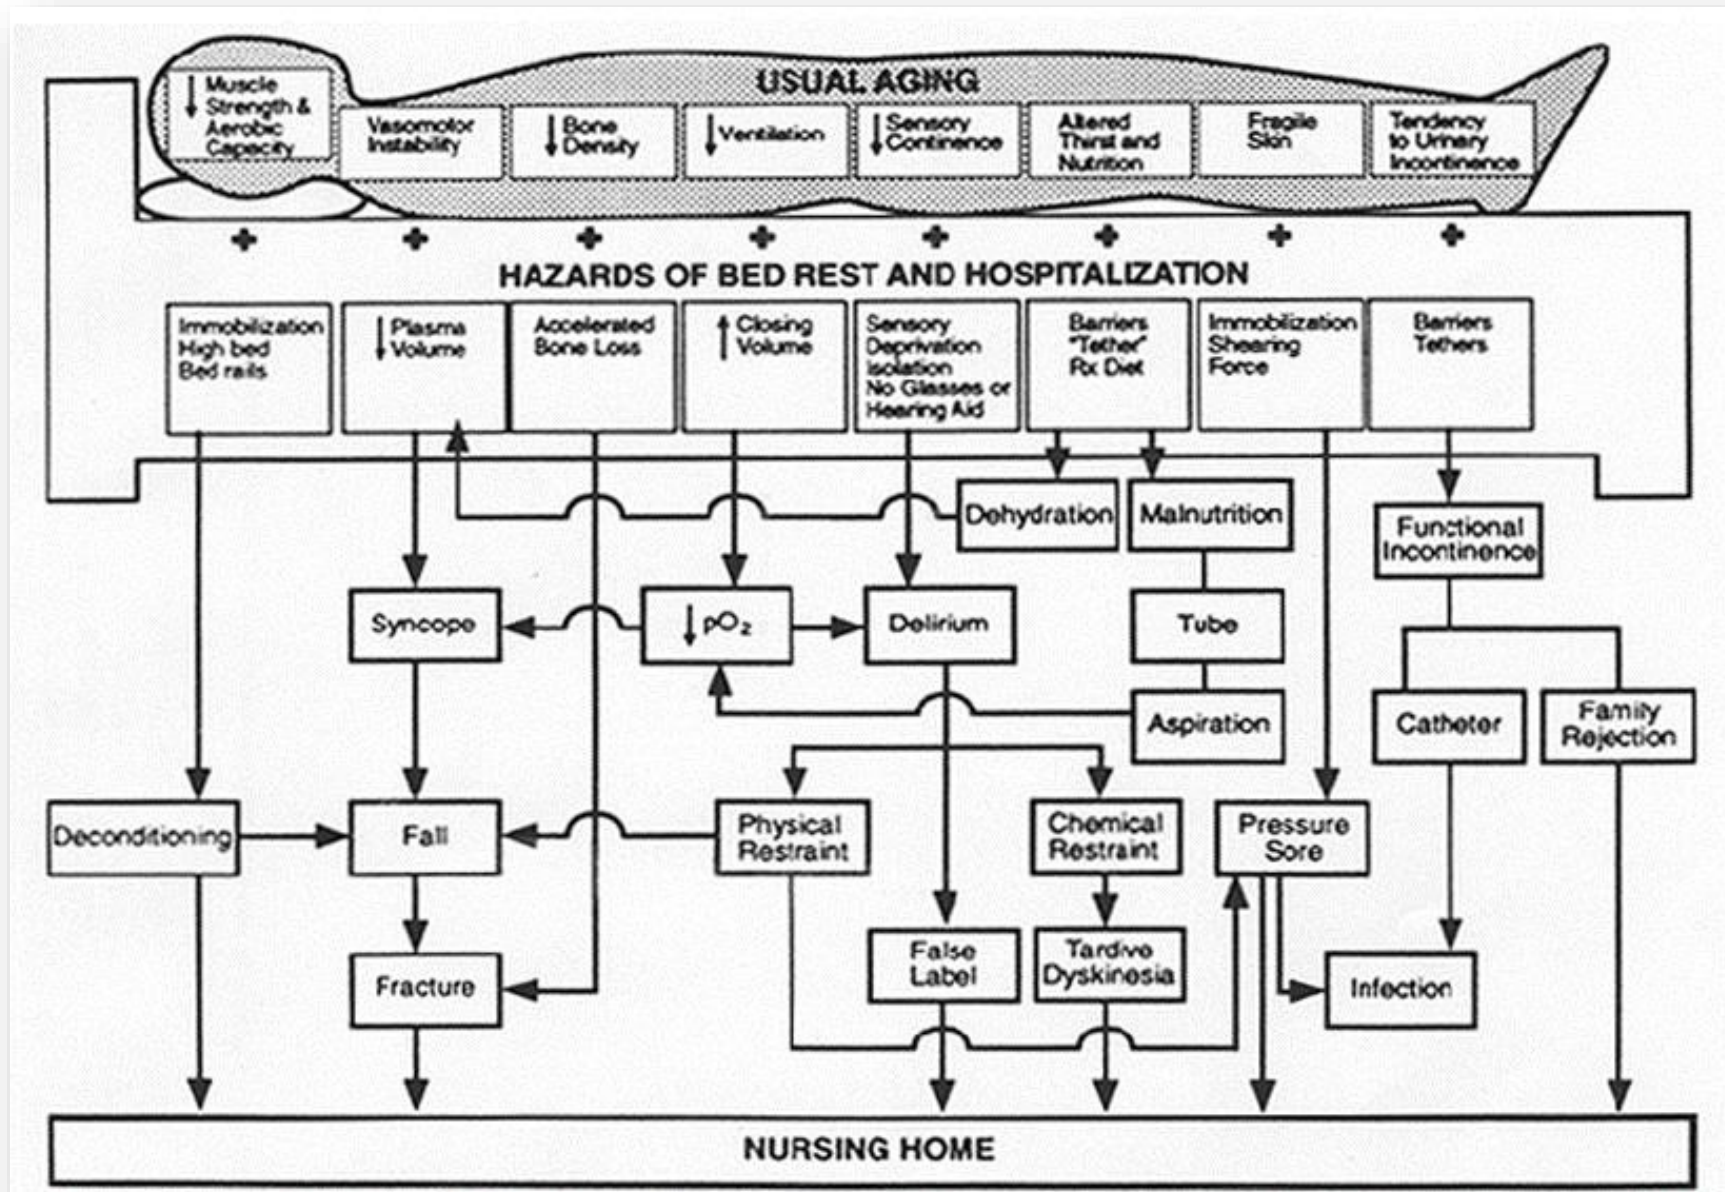 USUAL AGING
↓ Muscle
Strength &
Aerobic
Capacity
Vasomotor
Instability
↓ Bone
Density
↓ Ventilation
↓ Sensory
Continence
Altered
Thirst and
Nutrition
Fragile
Skin
Tendency
to Urinary
Incontinence
+ + + + + + + +
HAZARDS OF BED REST AND HOSPITALIZATION
Immobilization
High bed
Bed rails
↓ Plasma
Volume
Accelerated
Bone Loss
↑ Closing
Volume
Sensory
Deprivation
Isolation
No Glasses or
Hearing Aid
Barriers
"Tether"
Rx Diet
Immobilization
Shearing
Force
Barriers
Tethers
Dehydration
Malnutrition
Functional
Incontinence
Syncope
↓ pO₂
Delirium
Tube
Aspiration
Catheter
Family
Rejection
Deconditioning
Fall
Physical
Restraint
Chemical
Restraint
Pressure
Sore
Fracture
False
Label
Tardive
Dyskinesia
Infection
NURSING HOME